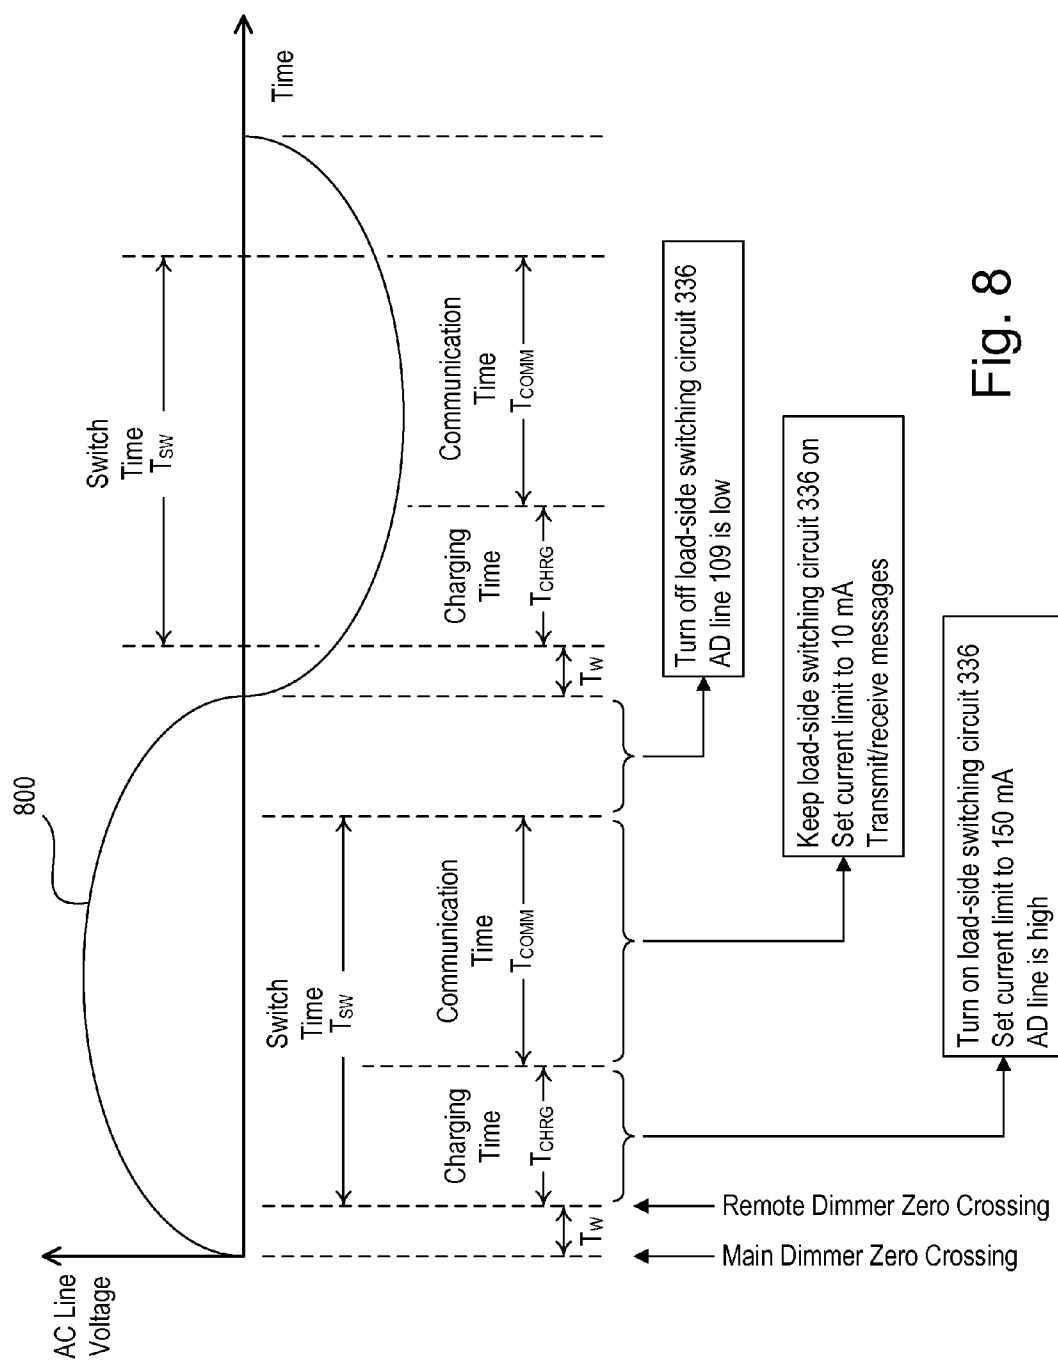 AC Line
Voltage
800
Time
Switch
Time
TSW
Switch
Time
TSW
Charging
Time
TCHRG
Communication
Time
TCOMM
Charging
Time
TCHRG
Communication
Time
TCOMM
TW
TW
Turn off load-side switching circuit 336
AD line 109 is low
Keep load-side switching circuit 336 on
Set current limit to 10 mA
Transmit/receive messages
Turn on load-side switching circuit 336
Set current limit to 150 mA
AD line is high
Remote Dimmer Zero Crossing
Main Dimmer Zero Crossing
Fig. 8